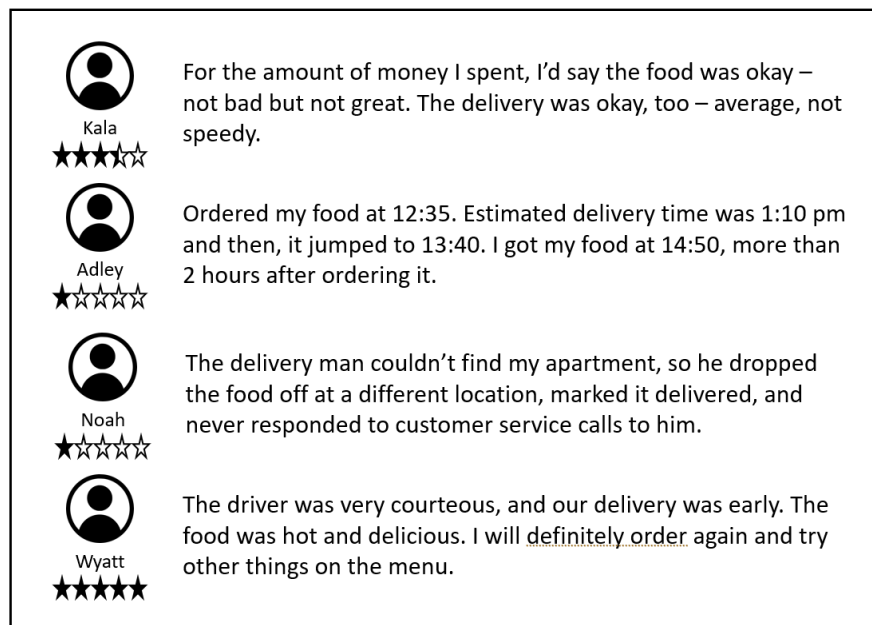 For the amount of money I spent, I’d say the food was okay –
not bad but not great. The delivery was okay, too – average, not
speedy.
Kala
Ordered my food at 12:35. Estimated delivery time was 1:10 pm
and then, it jumped to 13:40. I got my food at 14:50, more than
2 hours after ordering it.
Adley
The delivery man couldn’t find my apartment, so he dropped
the food off at a different location, marked it delivered, and
never responded to customer service calls to him.
Noah
The driver was very courteous, and our delivery was early. The
food was hot and delicious. I will definitely order again and try
other things on the menu.
Wyatt